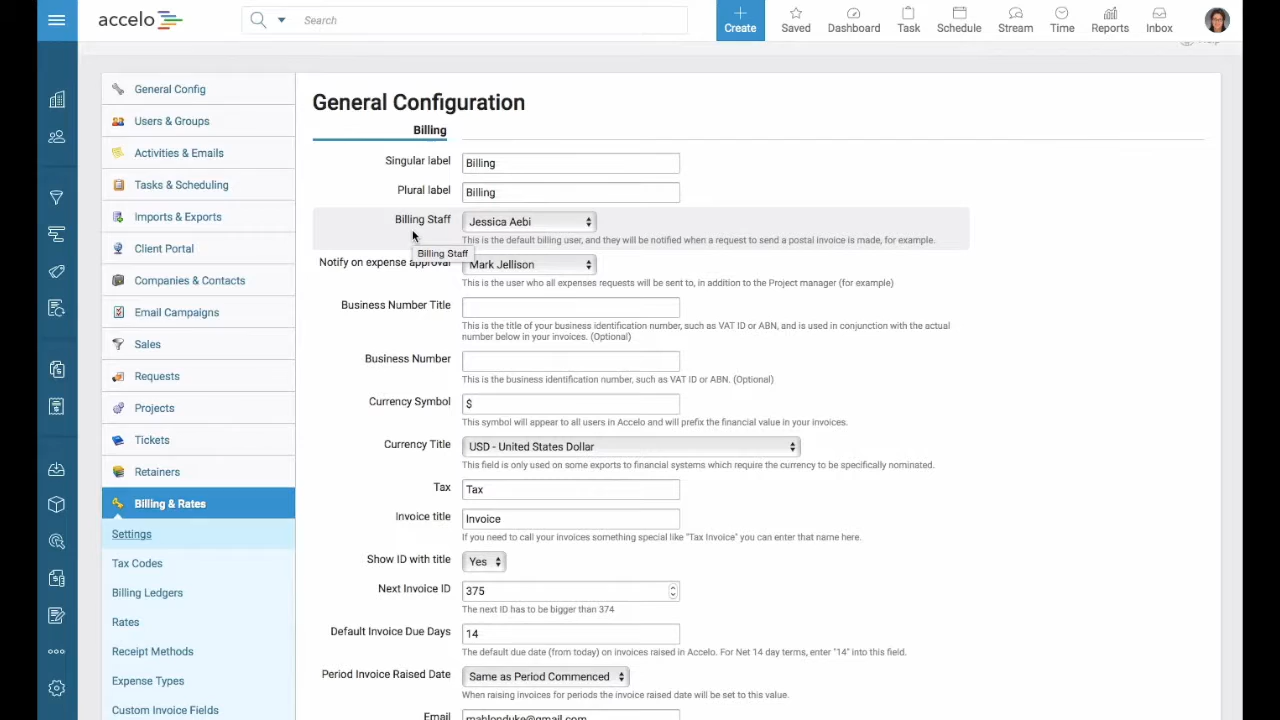 accelo
Search
Create
Saved
Dashboard
Task
Schedule
Stream
Time
Reports
Inbox
General Config
Users & Groups
Activities & Emails
Tasks & Scheduling
Imports & Exports
Client Portal
Companies & Contacts
Email Campaigns
Sales
Requests
Projects
Tickets
Retainers
Billing & Rates
Settings
Tax Codes
Billing Ledgers
Rates
Receipt Methods
Expense Types
Custom Invoice Fields
General Configuration
Billing
Singular label Billing
Plural label Billing
Billing Staff Jessica Aebi
This is the default billing user, and they will be notified when a request to send a postal invoice is made, for example.
Billing Staff
Notify on expense approval Mark Jellison
This is the user who all expenses requests will be sent to, in addition to the Project manager (for example)
Business Number Title
This is the title of your business identification number, such as VAT ID or ABN, and is used in conjunction with the actual
number below in your invoices. (Optional)
Business Number
This is the business identification number, such as VAT ID or ABN. (Optional)
Currency Symbol $
This symbol will appear to all users in Accelo and will prefix the financial value in your invoices.
Currency Title USD - United States Dollar
This field is only used on some exports to financial systems which require the currency to be specifically nominated.
Tax Tax
Invoice title Invoice
If you need to call your invoices something special like "Tax Invoice" you can enter that name here.
Show ID with title Yes
Next Invoice ID 375
The next ID has to be bigger than 374
Default Invoice Due Days 14
The default due date (from today) on invoices raised in Accelo. For Net 14 day terms, enter "14" into this field.
Period Invoice Raised Date Same as Period Commenced
When raising invoices for periods the invoice raised date will be set to this value.
Email mahlonduke@gmail.com